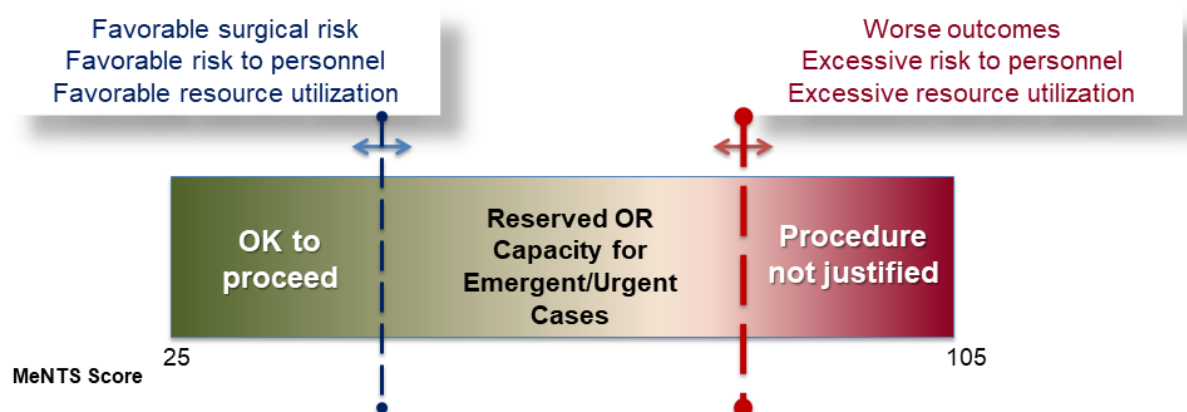 Favorable surgical risk
Favorable risk to personnel
Favorable resource utilization
Worse outcomes
Excessive risk to personnel
Excessive resource utilization
OK to
proceed
Reserved OR
Capacity for
Emergent/Urgent
Cases
Procedure
not justified
25
105
MeNTS Score